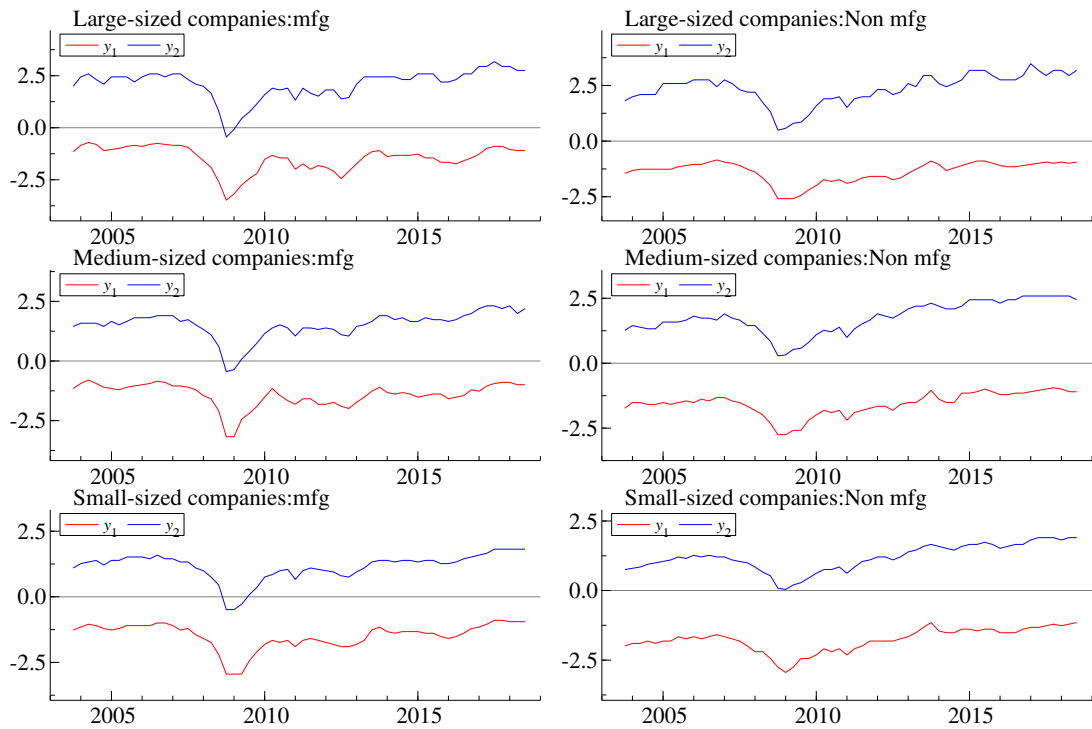 Large-sized companies:mfg
y1 y2
2.5
0.0
-2.5
2005 2010 2015
Large-sized companies:Non mfg
y1 y2
2.5
0.0
-2.5
2005 2010 2015
Medium-sized companies:mfg
y1 y2
2.5
0.0
-2.5
2005 2010 2015
Medium-sized companies:Non mfg
y1 y2
2.5
0.0
-2.5
2005 2010 2015
Small-sized companies:mfg
y1 y2
2.5
0.0
-2.5
2005 2010 2015
Small-sized companies:Non mfg
y1 y2
2.5
0.0
-2.5
2005 2010 2015